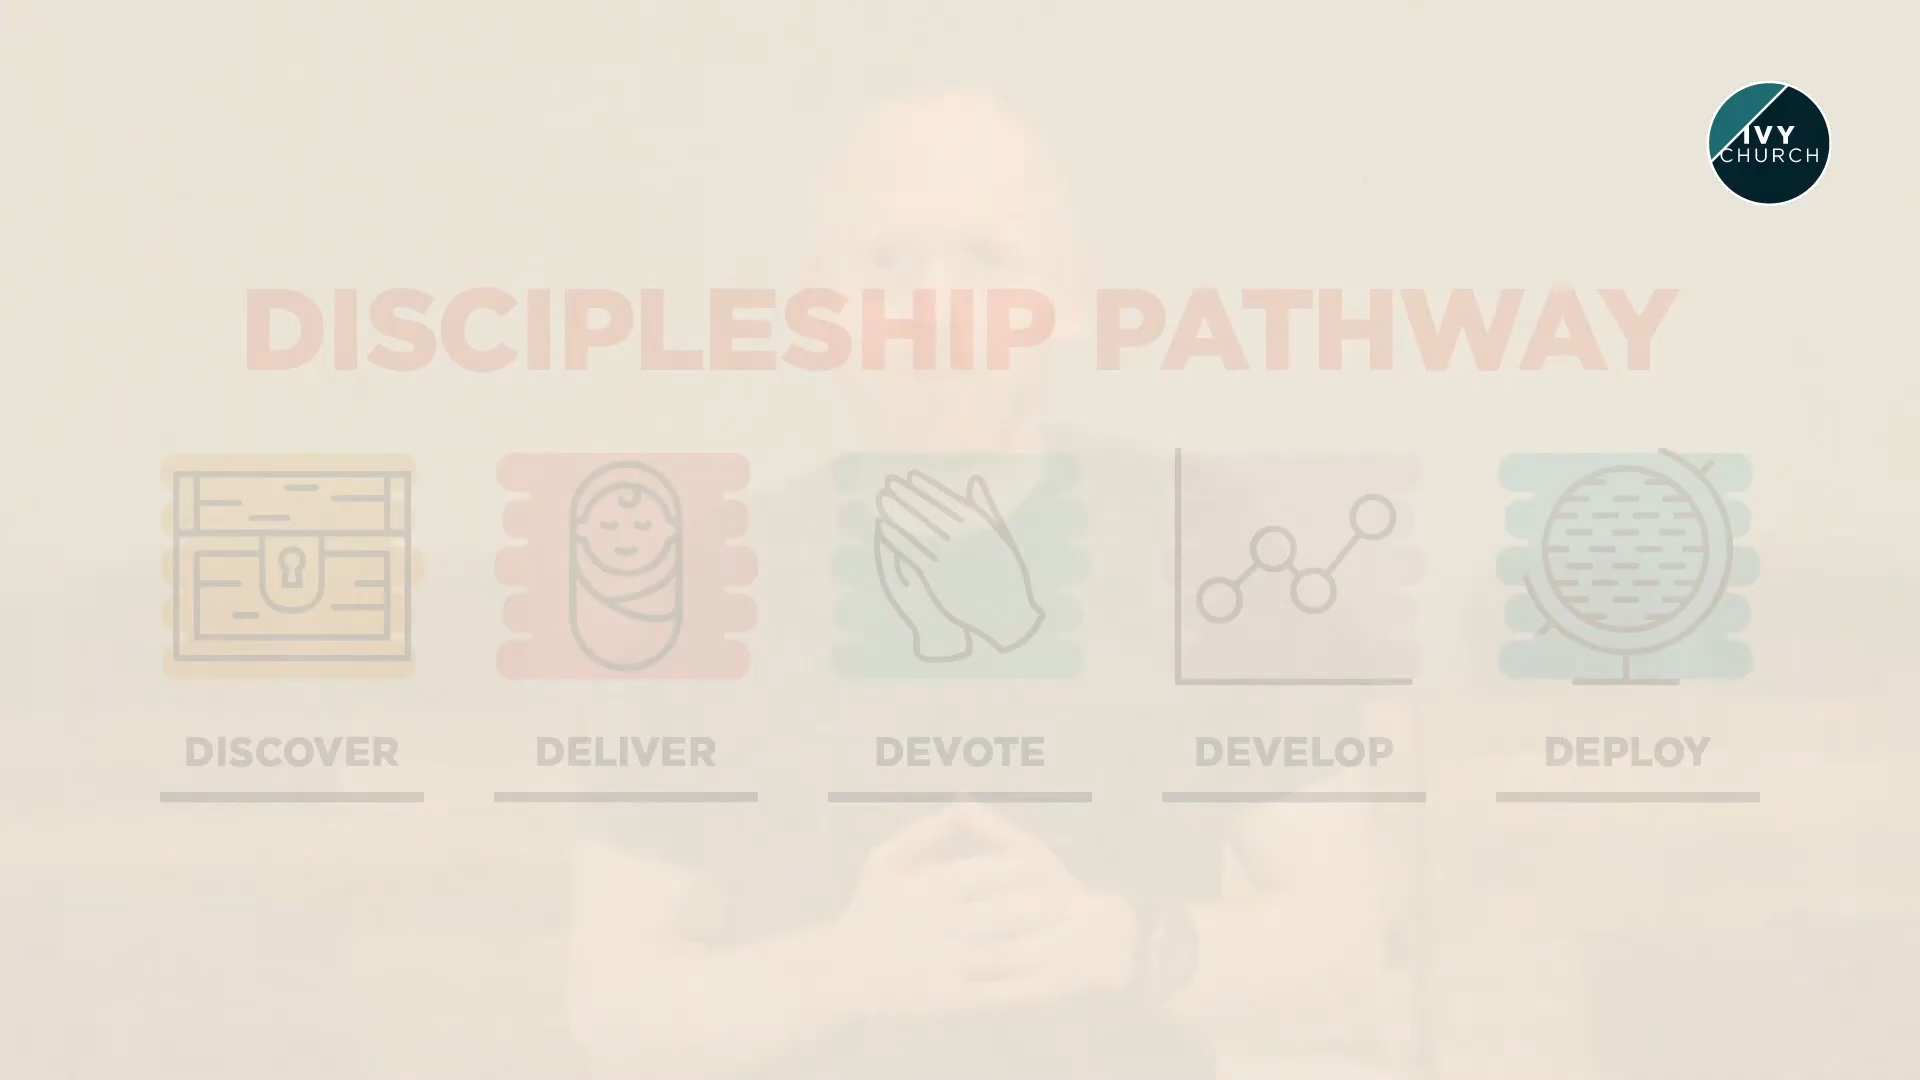 IVY
CHURCH
DISCIPLESHIP PATHWAY
DISCOVER
DELIVER
DEVOTE
DEVELOP
DEPLOY